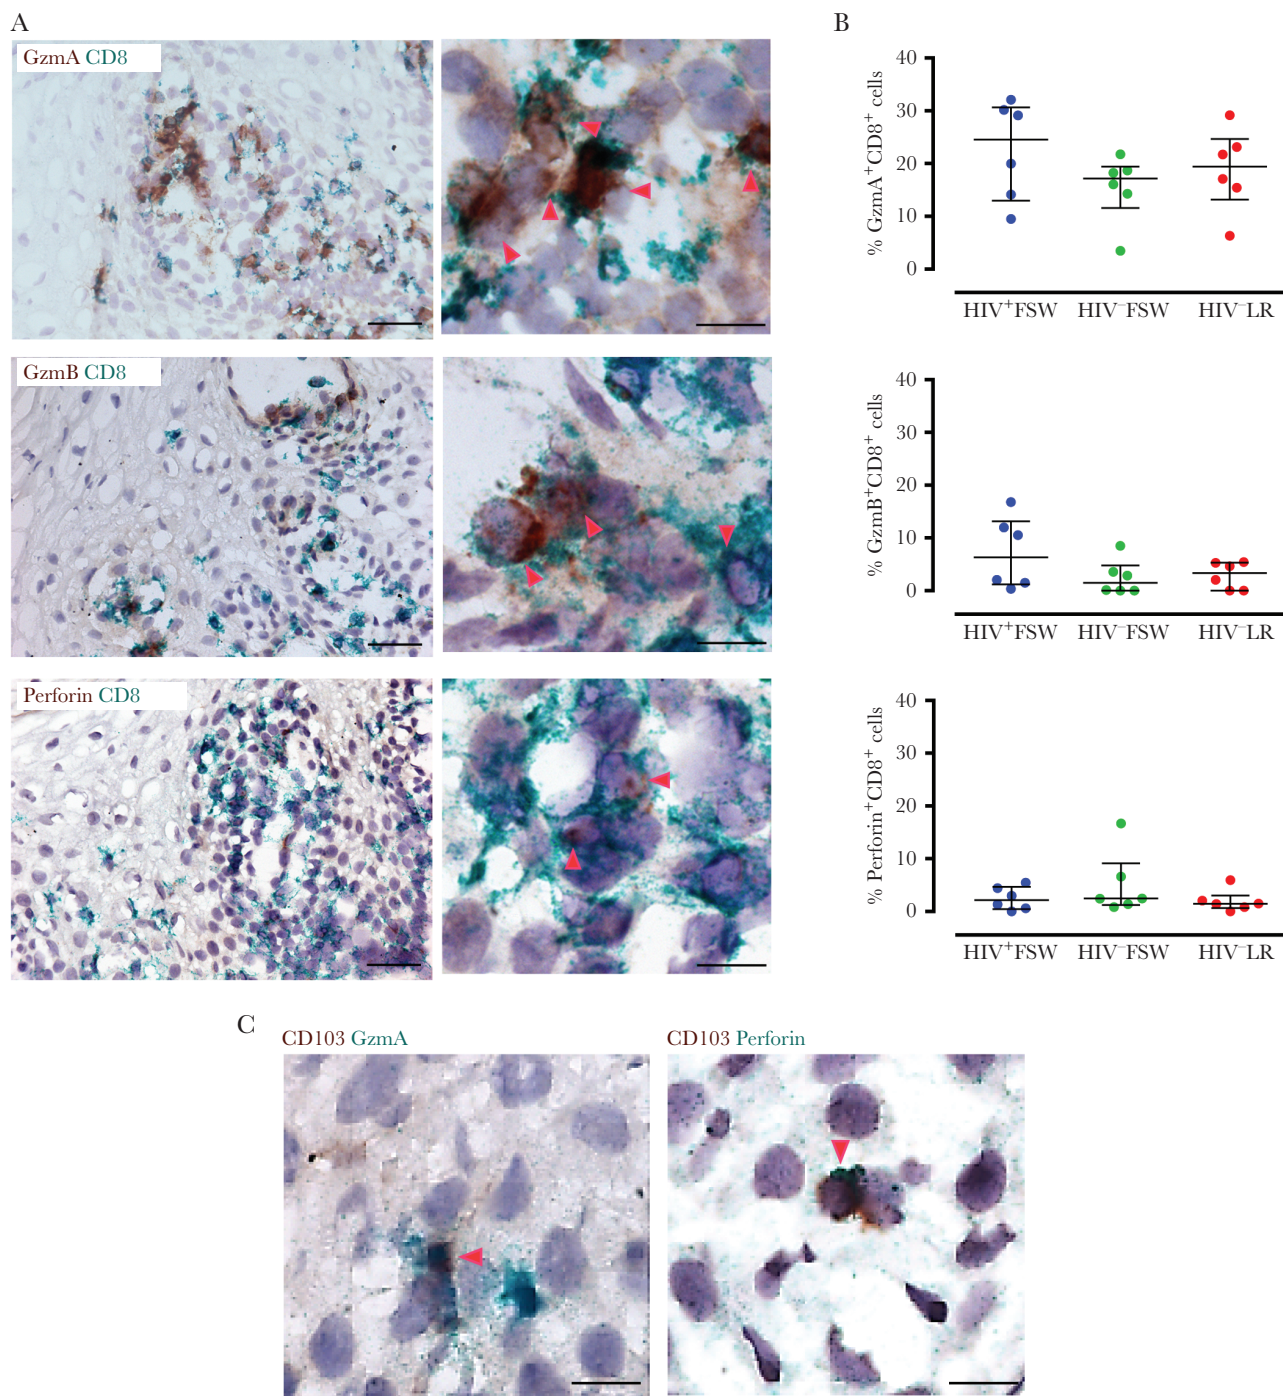 A
GzmA CD8
GzmB CD8
Perforin CD8
B
% GzmA⁺CD8⁺ cells
40
30
20
10
0
HIV⁺FSW HIV⁻FSW HIV⁻LR
% GzmB⁺CD8⁺ cells
40
30
20
10
0
HIV⁺FSW HIV⁻FSW HIV⁻LR
% Perforin⁺CD8⁺ cells
40
30
20
10
0
HIV⁺FSW HIV⁻FSW HIV⁻LR
C
CD103 GzmA
CD103 Perforin